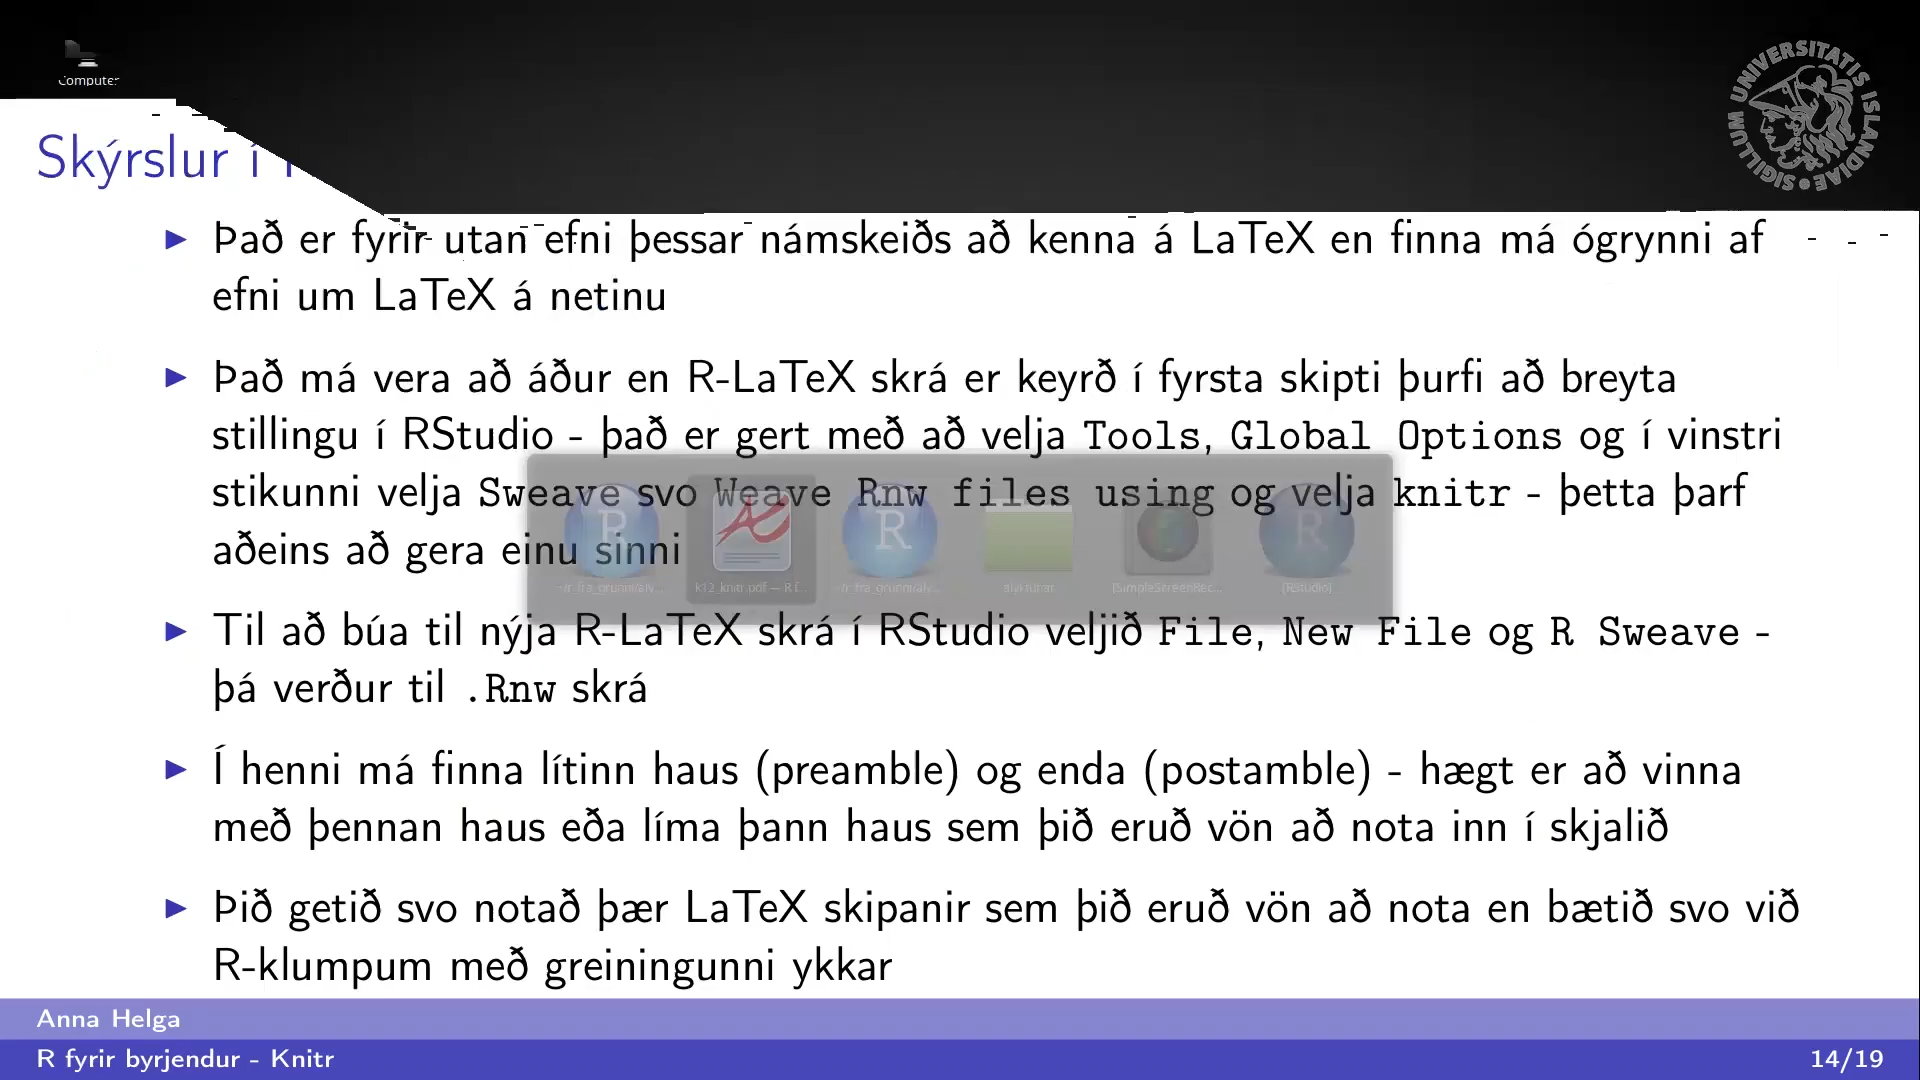 Computer
SIGILLUM UNIVERSITATIS ISLANDIAE
Skýrslur í
Það er fyrir utan efni þessar námskeiðs að kenna á LaTeX en finna má ógrynni af
efni um LaTeX á netinu
Það má vera að áður en R-LaTeX skrá er keyrð í fyrsta skipti þurfi að breyta
stillingu í RStudio - það er gert með að velja Tools, Global Options og í vinstri
stikunni velja Sweave svo Weave Rnw files using og velja knitr - þetta þarf
aðeins að gera einu sinni
k12_knitr.pdf — R f...
alyktunar
[SimpleScreenRec...
[RStudio]
Til að búa til nýja R-LaTeX skrá í RStudio veljið File, New File og R Sweave -
þá verður til .Rnw skrá
Í henni má finna lítinn haus (preamble) og enda (postamble) - hægt er að vinna
með þennan haus eða líma þann haus sem þið eruð vön að nota inn í skjalið
Þið getið svo notað þær LaTeX skipanir sem þið eruð vön að nota en bætið svo við
R-klumpum með greiningunni ykkar
Anna Helga
R fyrir byrjendur - Knitr
14/19